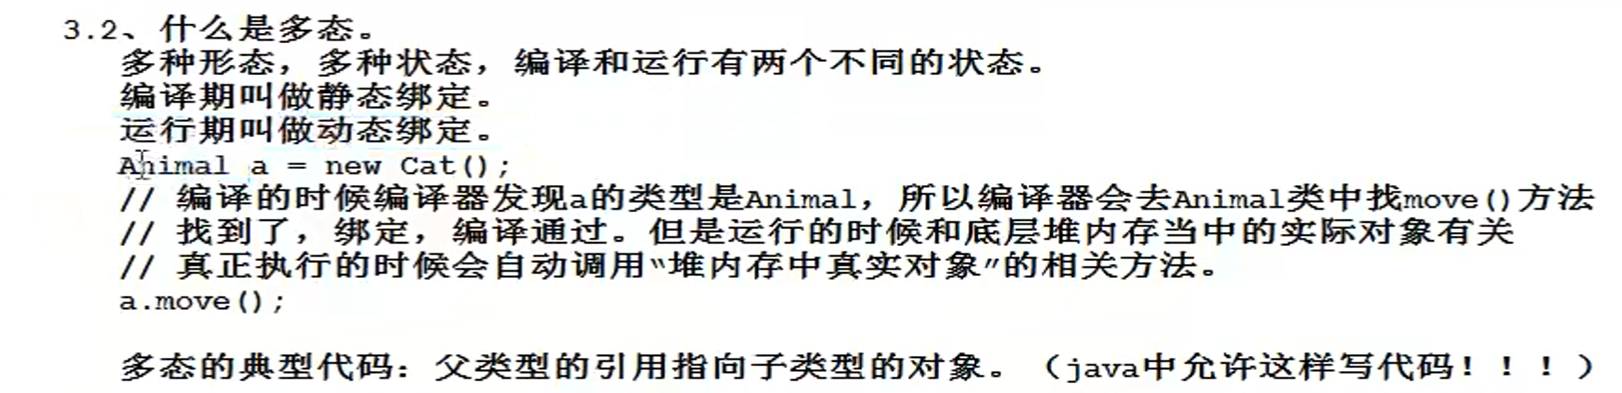 3.2、什么是多态。
多种形态，多种状态，编译和运行有两个不同的状态。
编译期叫做静态绑定。
运行期叫做动态绑定。
Animal a = new Cat();
// 编译的时候编译器发现a的类型是Animal，所以编译器会去Animal类中找move()方法
// 找到了，绑定，编译通过。但是运行的时候和底层堆内存当中的实际对象有关
// 真正执行的时候会自动调用“堆内存中真实对象”的相关方法。
a.move();
多态的典型代码：父类型的引用指向子类型的对象。（java中允许这样写代码！！！）